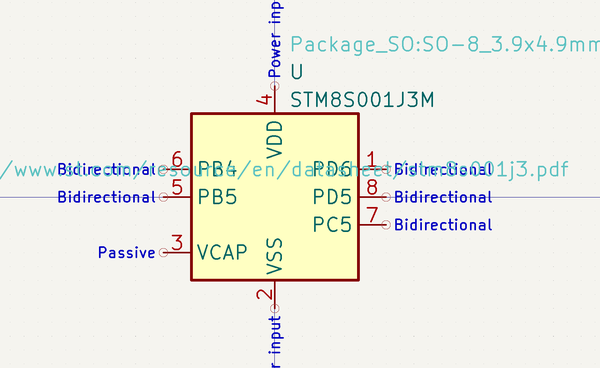 Power inp
Package_SO:SO-8_3.9x4.9mm
U
STM8S001J3M
4
VDD
/www.st.com/resource/en/datasheet/stm8s001j3.pdf
Bidirectional 6 PB4
PD6 1 Bidirectional
Bidirectional 5 PB5
PD5 8 Bidirectional
PC5 7 Bidirectional
Passive 3 VCAP
VSS
2
r input